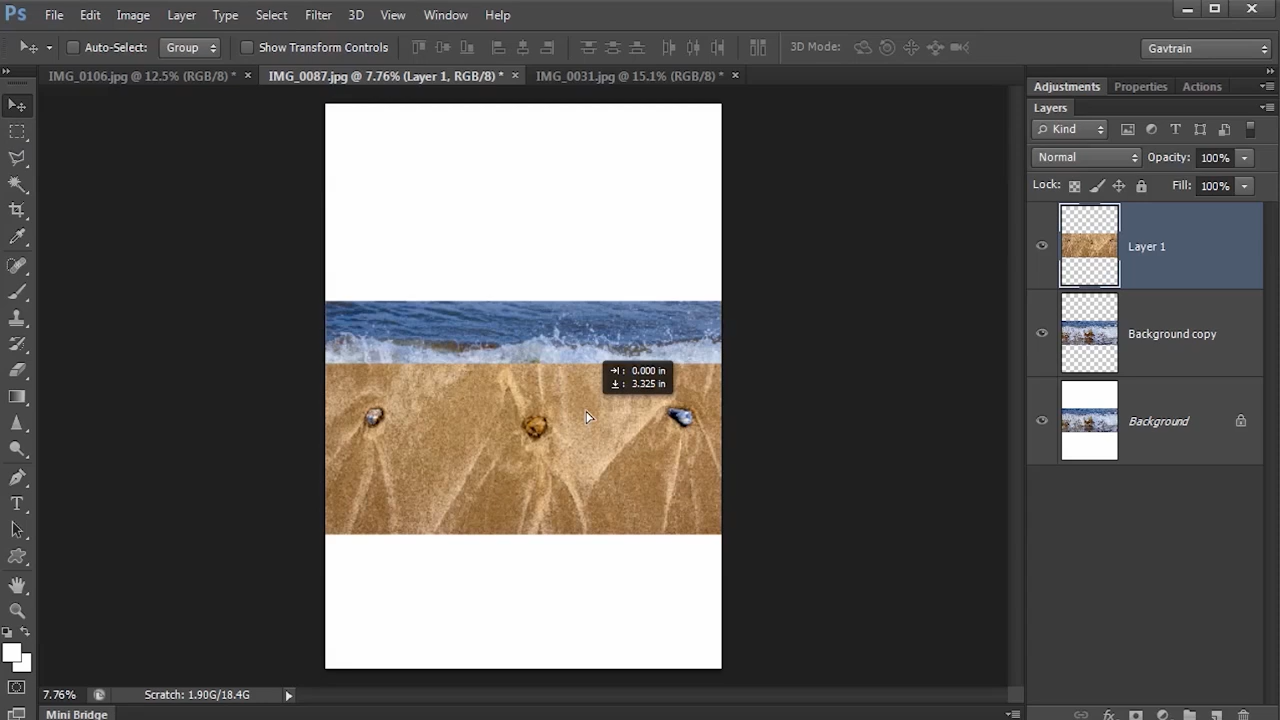 Ps File Edit Image Layer Type Select Filter 3D View Window Help
Auto-Select: Group Show Transform Controls 3D Mode: Gavtrain
IMG_0106.jpg @ 12.5% (RGB/8) * × IMG_0087.jpg @ 7.76% (Layer 1, RGB/8) * × IMG_0031.jpg @ 15.1% (RGB/8) * ×
Adjustments Properties Actions
Layers
Kind
Normal Opacity: 100%
Lock: Fill: 100%
Layer 1
Background copy
Background
→|: 0.000 in
↓: 3.325 in
7.76% Scratch: 1.90G/18.4G
Mini Bridge